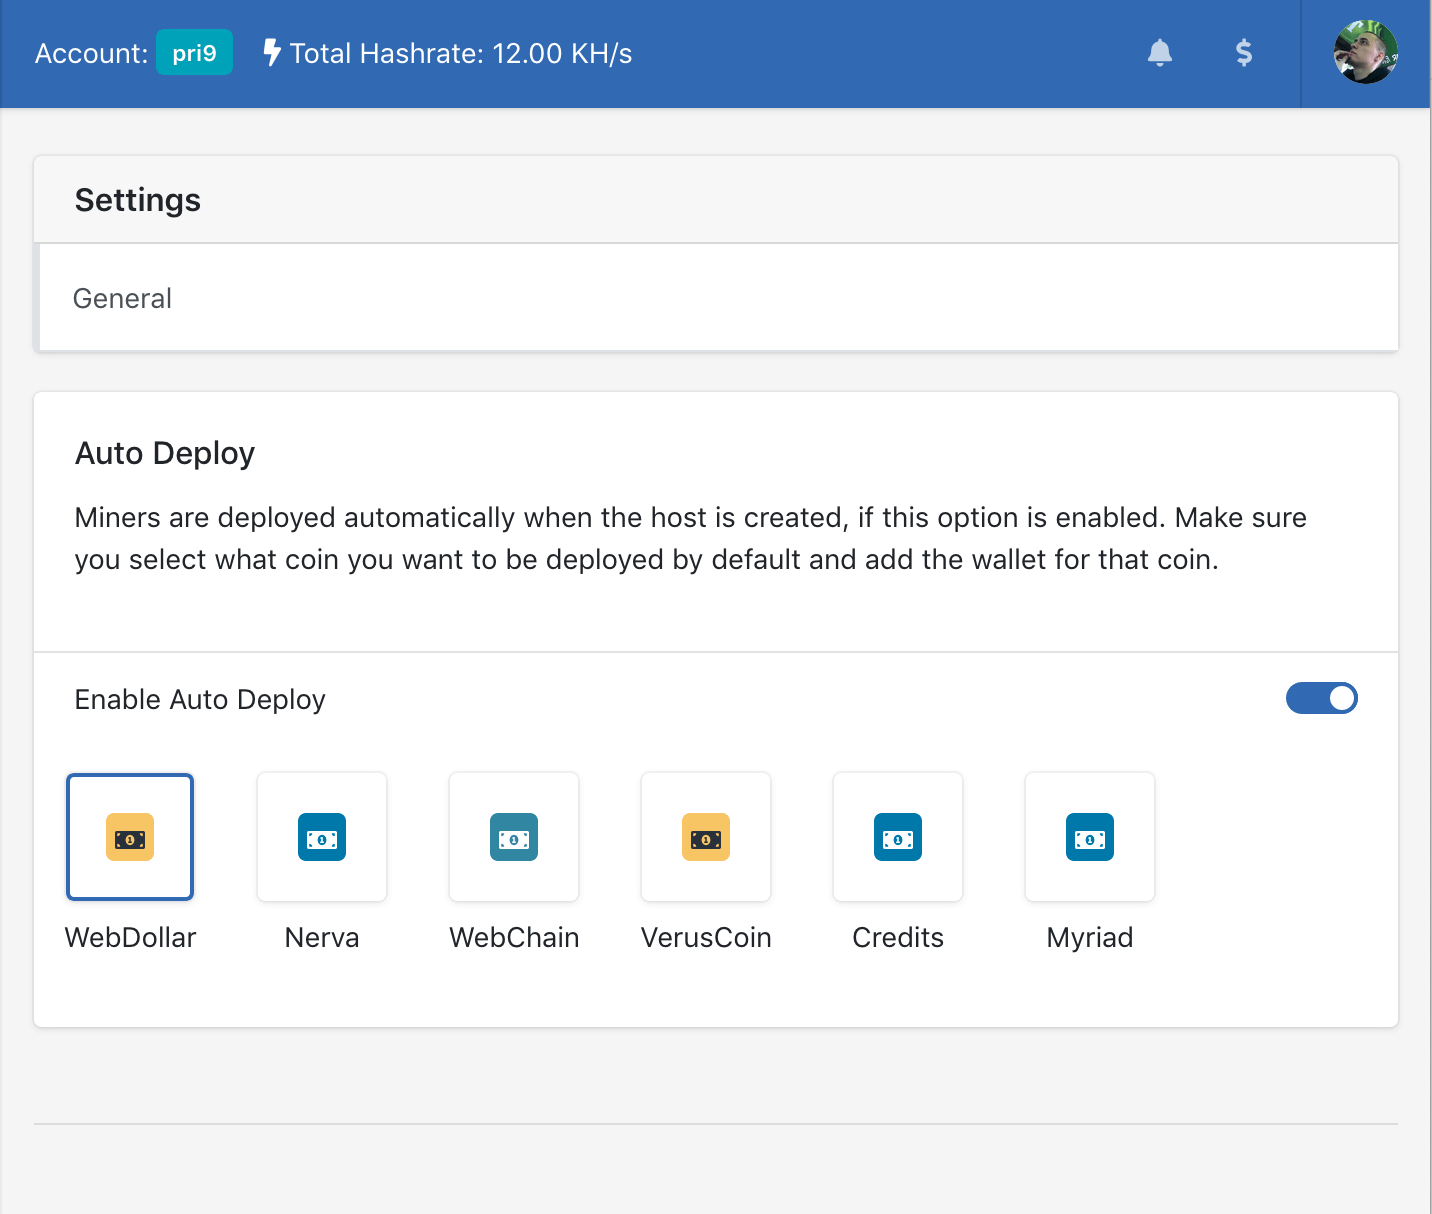 Account: pri9 Total Hashrate: 12.00 KH/s
Settings
General
Auto Deploy
Miners are deployed automatically when the host is created, if this option is enabled. Make sure
you select what coin you want to be deployed by default and add the wallet for that coin.
Enable Auto Deploy
WebDollar Nerva WebChain VerusCoin Credits Myriad